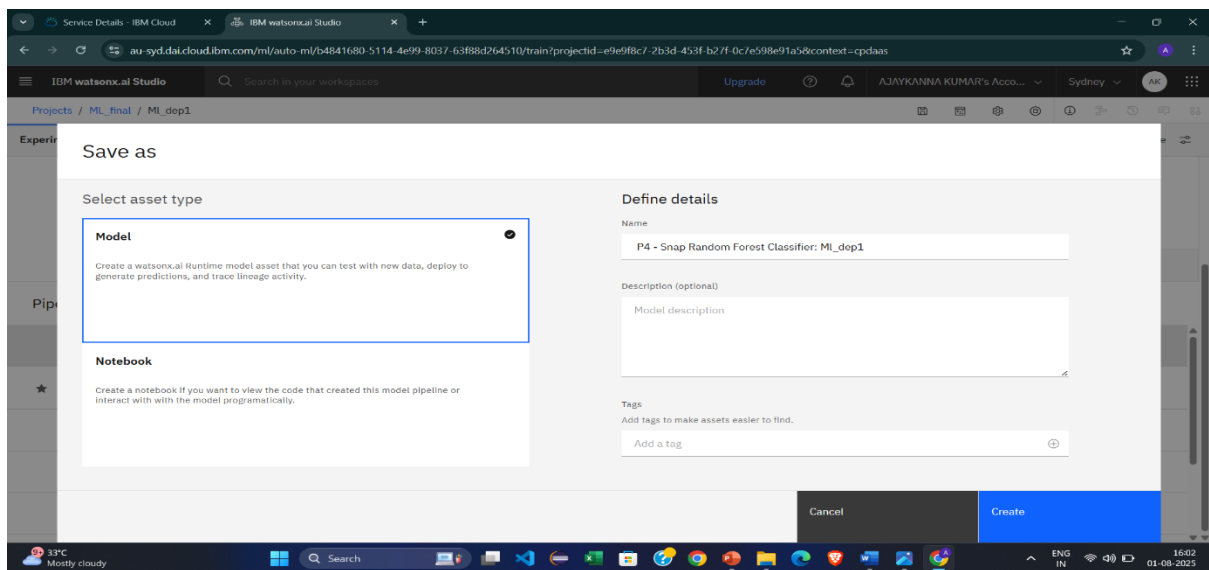 Service Details - IBM Cloud
IBM watsonx.ai Studio
au-syd.dai.cloud.ibm.com/ml/auto-ml/b4841680-5114-4e99-8037-63f88d264510/train?projectid=e9e9f8c7-2b3d-453f-b27f-0c7e598e91a5&context=cpdaas
A
IBM watsonx.ai Studio
Search in your workspaces
Upgrade
AJAYKANNA KUMAR's Acco...
Sydney
AK
Projects / ML_final / Ml_dep1
Experir
e
Save as
Select asset type
Model
Create a watsonx.ai Runtime model asset that you can test with new data, deploy to
generate predictions, and trace lineage activity.
Notebook
Create a notebook if you want to view the code that created this model pipeline or
interact with with the model programatically.
Define details
Name
P4 - Snap Random Forest Classifier: Ml_dep1
Description (optional)
Model description
Tags
Add tags to make assets easier to find.
Add a tag
Pipe
Cancel
Create
33°C
Mostly cloudy
Search
ENG
IN
16:02
01-08-2025